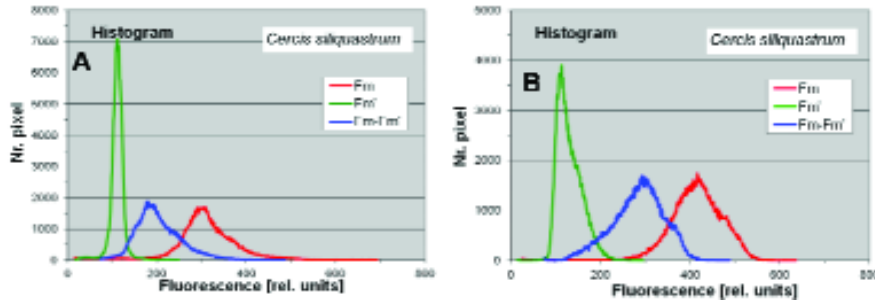 Histogram
Cercis siliquastrum
A
8000
7000
6000
5000
4000
3000
2000
1000
0
Nr. pixel
Fm
Fm'
Fm-Fm'
0
200
400
600
800
Fluorescence [rel. units]
Histogram
Cercis siliquastrum
B
5000
4000
3000
2000
1000
0
Nr. pixel
Fm
Fm'
Fm-Fm'
0
200
400
600
800
Fluorescence [rel. units]